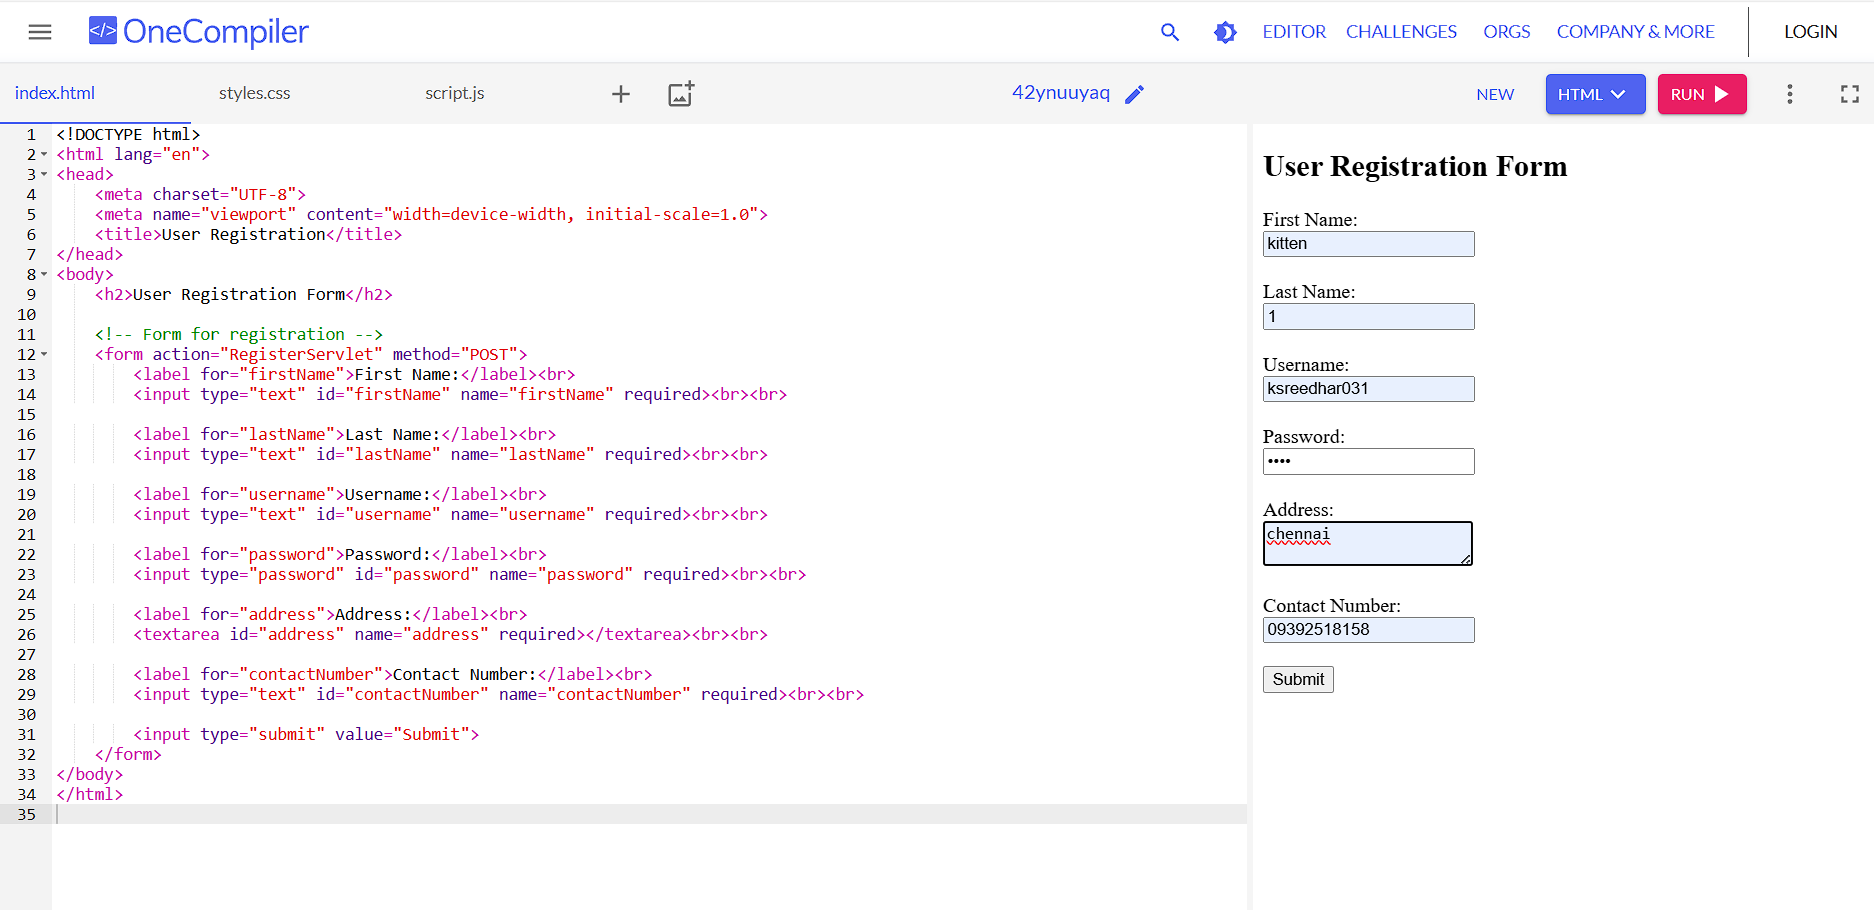 </> OneCompiler
EDITOR CHALLENGES ORGS COMPANY & MORE LOGIN
index.html styles.css script.js 42ynuuyaq NEW HTML RUN
1 <!DOCTYPE html>
2 <html lang="en">
3 <head>
4     <meta charset="UTF-8">
5     <meta name="viewport" content="width=device-width, initial-scale=1.0">
6     <title>User Registration</title>
7 </head>
8 <body>
9     <h2>User Registration Form</h2>
10
11     <!-- Form for registration -->
12     <form action="RegisterServlet" method="POST">
13         <label for="firstName">First Name:</label><br>
14         <input type="text" id="firstName" name="firstName" required><br><br>
15
16         <label for="lastName">Last Name:</label><br>
17         <input type="text" id="lastName" name="lastName" required><br><br>
18
19         <label for="username">Username:</label><br>
20         <input type="text" id="username" name="username" required><br><br>
21
22         <label for="password">Password:</label><br>
23         <input type="password" id="password" name="password" required><br><br>
24
25         <label for="address">Address:</label><br>
26         <textarea id="address" name="address" required></textarea><br><br>
27
28         <label for="contactNumber">Contact Number:</label><br>
29         <input type="text" id="contactNumber" name="contactNumber" required><br><br>
30
31         <input type="submit" value="Submit">
32     </form>
33 </body>
34 </html>
35
User Registration Form
First Name:
kitten
Last Name:
1
Username:
ksreedhar031
Password:
••••
Address:
chennai
Contact Number:
09392518158
Submit